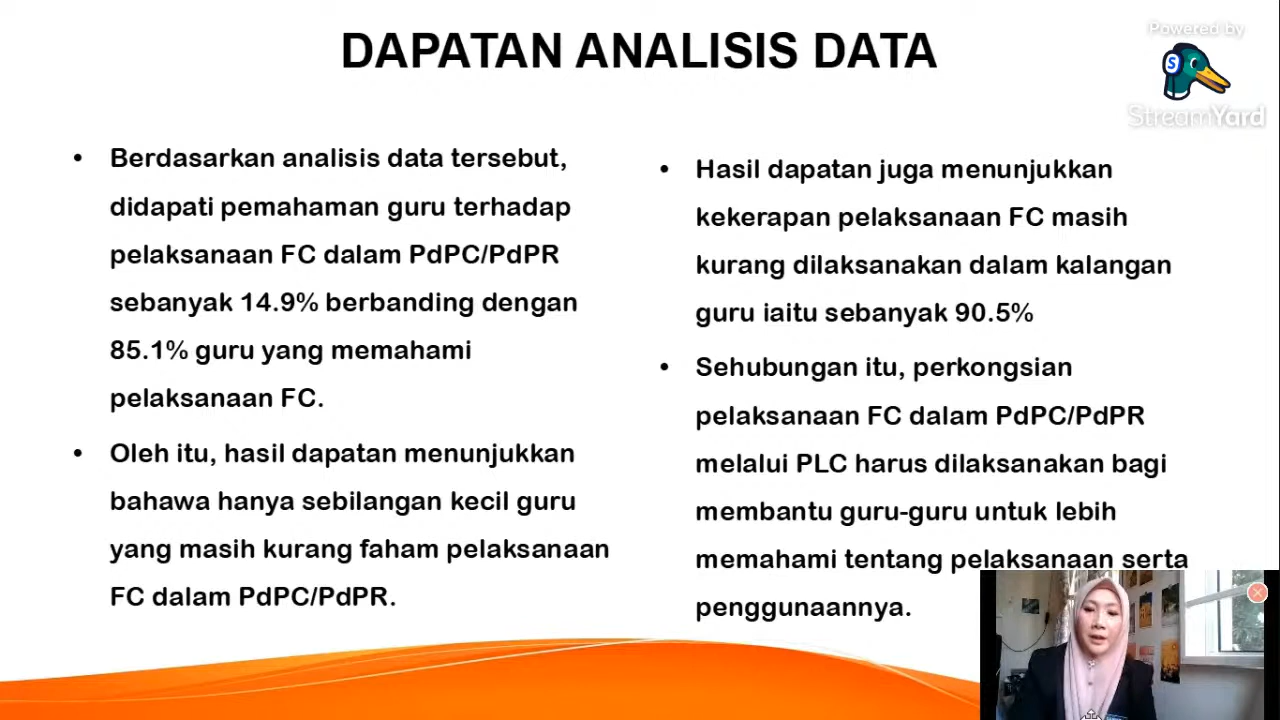 DAPATAN ANALISIS DATA
Powered by
S
StreamYard
• Berdasarkan analisis data tersebut,
didapati pemahaman guru terhadap
pelaksanaan FC dalam PdPC/PdPR
sebanyak 14.9% berbanding dengan
85.1% guru yang memahami
pelaksanaan FC.
• Oleh itu, hasil dapatan menunjukkan
bahawa hanya sebilangan kecil guru
yang masih kurang faham pelaksanaan
FC dalam PdPC/PdPR.
• Hasil dapatan juga menunjukkan
kekerapan pelaksanaan FC masih
kurang dilaksanakan dalam kalangan
guru iaitu sebanyak 90.5%
• Sehubungan itu, perkongsian
pelaksanaan FC dalam PdPC/PdPR
melalui PLC harus dilaksanakan bagi
membantu guru-guru untuk lebih
memahami tentang pelaksanaan serta
penggunaannya.